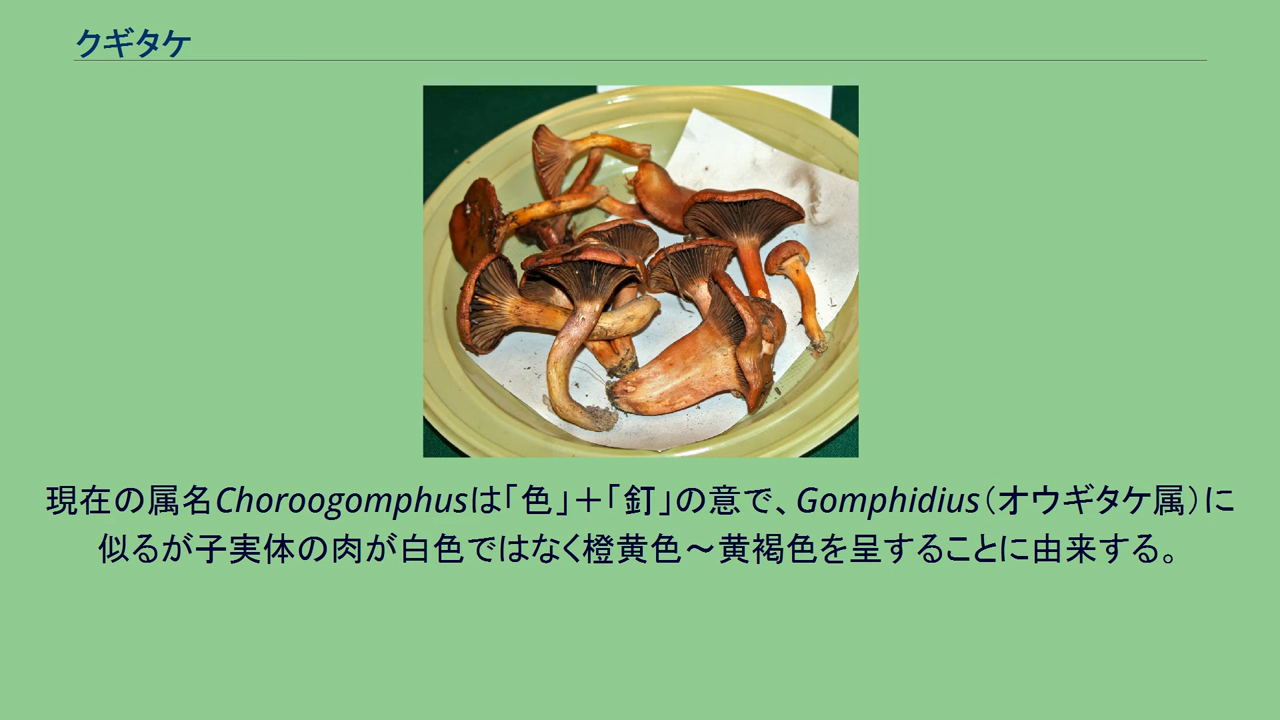 クギタケ
現在の属名Choroogomphusは｢色｣＋｢釘｣の意で、Gomphidius（オウギタケ属）に
似るが子実体の肉が白色ではなく橙黄色～黄褐色を呈することに由来する。